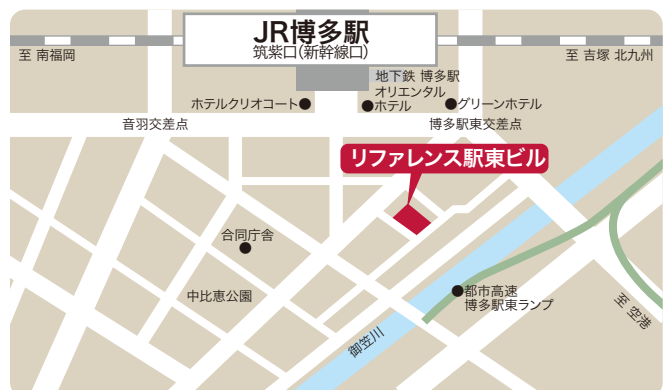 JR博多駅
筑紫口(新幹線口)
至 南福岡
至 吉塚 北九州
地下鉄 博多駅
オリエンタル
ホテル
ホテルクリオコート
グリーンホテル
音羽交差点
博多駅東交差点
リファレンス駅東ビル
合同庁舎
中比恵公園
都市高速
博多駅東ランプ
至 空港
御笠川